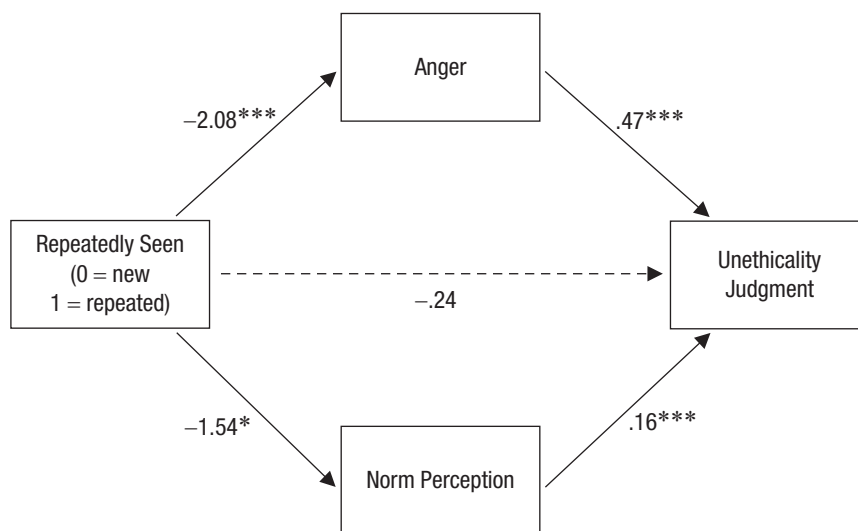 Anger
−2.08***
.47***
Repeatedly Seen
(0 = new
1 = repeated)
Unethicality
Judgment
−.24
−1.54*
.16***
Norm Perception